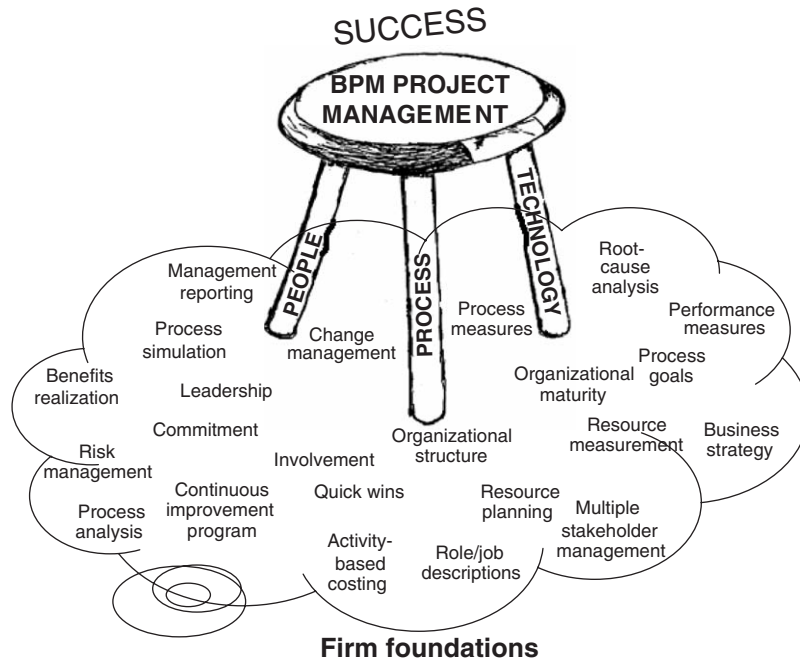 SUCCESS
BPM PROJECT
MANAGEMENT
PEOPLE
PROCESS
TECHNOLOGY
Management
reporting
Root-
cause
analysis
Process
simulation
Change
management
Process
measures
Performance
measures
Benefits
realization
Leadership
Organizational
maturity
Process
goals
Commitment
Organizational
structure
Resource
measurement
Business
strategy
Risk
management
Involvement
Process
analysis
Continuous
improvement
program
Quick wins
Resource
planning
Multiple
stakeholder
management
Activity-
based
costing
Role/job
descriptions
Firm foundations